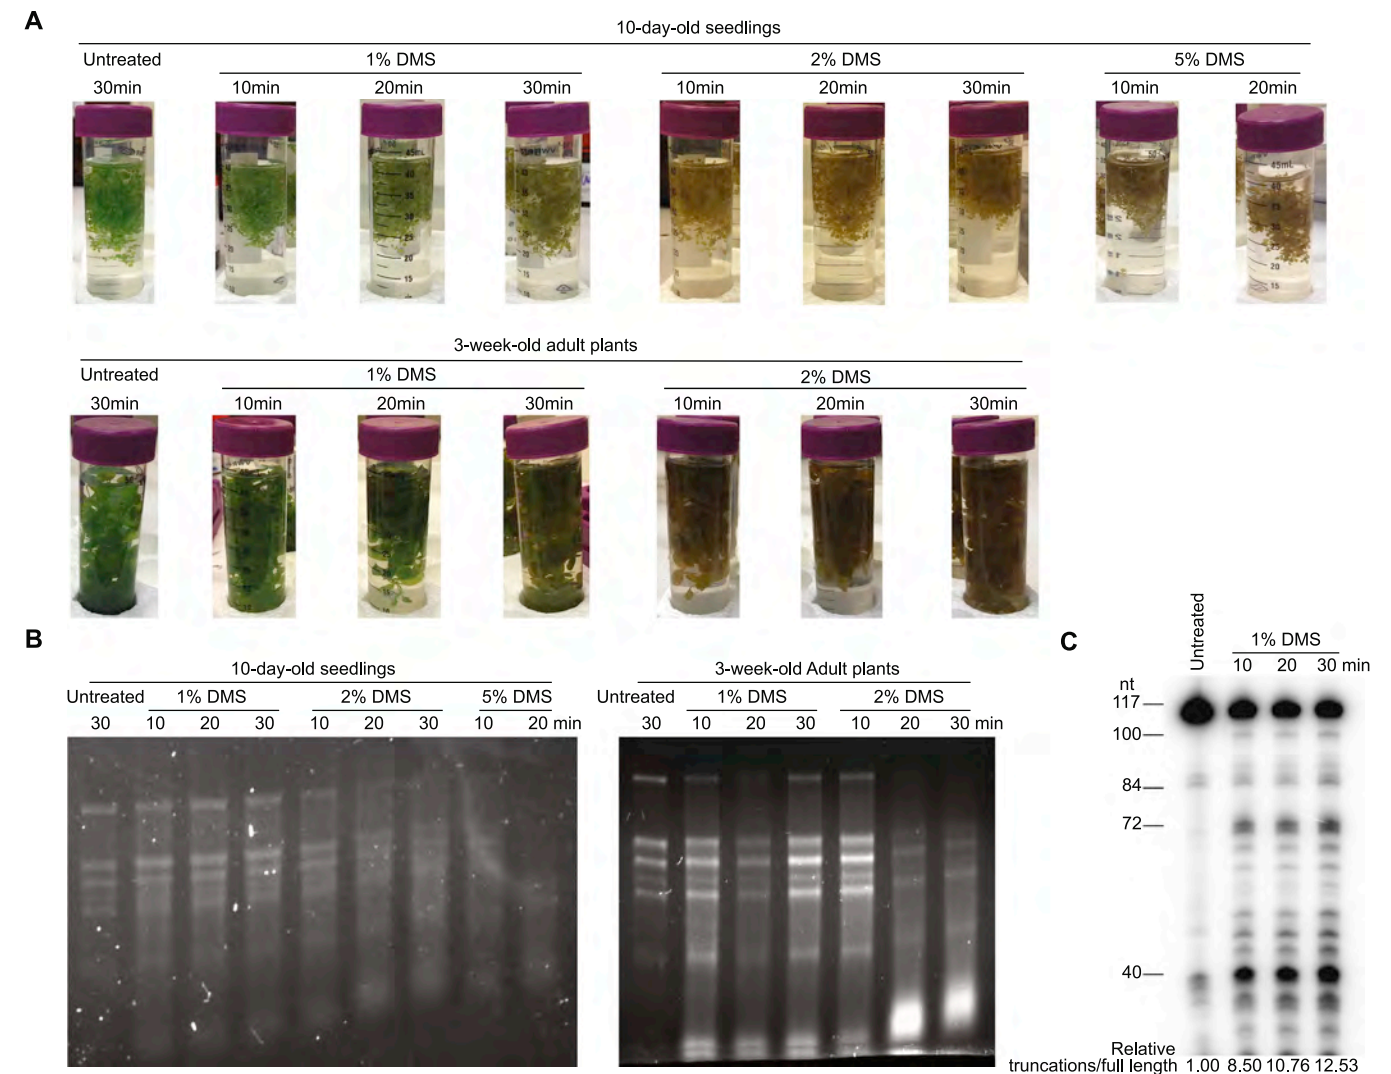 A
10-day-old seedlings
Untreated 1% DMS 2% DMS 5% DMS
30min 10min 20min 30min 10min 20min 30min 10min 20min
3-week-old adult plants
Untreated 1% DMS 2% DMS
30min 10min 20min 30min 10min 20min 30min
B
10-day-old seedlings
Untreated 1% DMS 2% DMS 5% DMS
30 10 20 30 10 20 30 10 20 min
3-week-old Adult plants
Untreated 1% DMS 2% DMS
30 10 20 30 10 20 30 min
C
Untreated
1% DMS
10 20 30 min
nt
117
100
84
72
40
Relative
truncations/full length 1.00 8.50 10.76 12.53